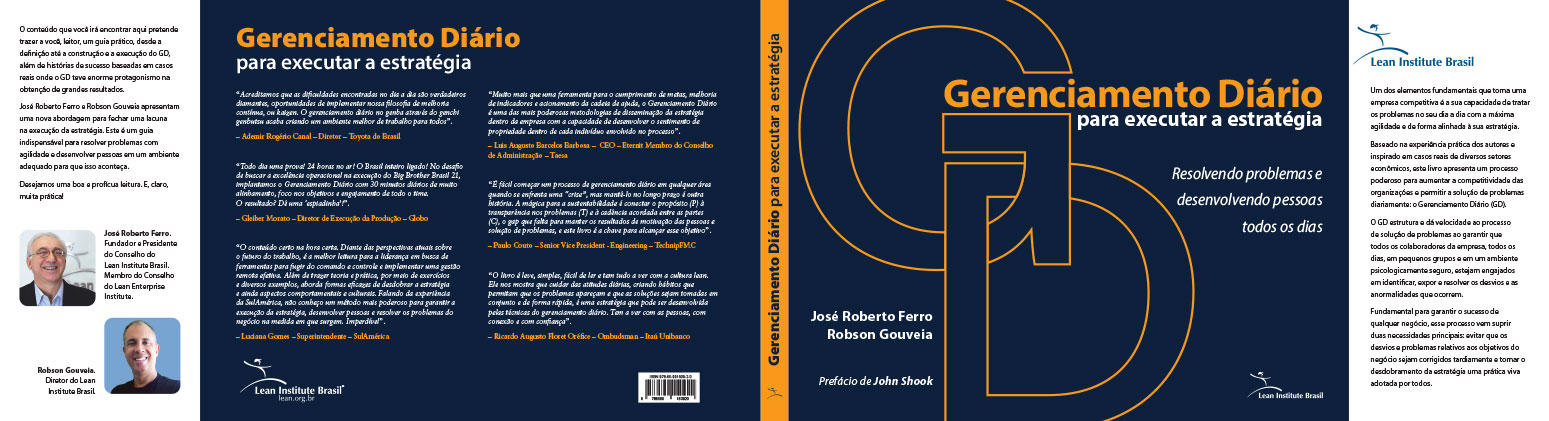 O conteúdo que você irá encontrar aqui pretende
trazer a você, leitor, um guia prático, desde a
definição até a construção e a execução do GD,
além de histórias de sucesso baseadas em casos
reais onde o GD teve enorme protagonismo na
obtenção de grandes resultados.
José Roberto Ferro e Robson Gouveia apresentam
uma nova abordagem para fechar uma lacuna
na execução da estratégia. Este é um guia
indispensável para resolver problemas com
agilidade e desenvolver pessoas em um ambiente
adequado para que isso aconteça.
Desejamos uma boa e profícua leitura. E, claro,
muita prática!
José Roberto Ferro.
Fundador e Presidente
do Conselho do
Lean Institute Brasil.
Membro do Conselho
do Lean Enterprise
Institute.
Robson Gouveia.
Diretor do Lean
Institute Brasil.
Gerenciamento Diário
para executar a estratégia
"Acreditamos que as dificuldades encontradas no dia a dia são verdadeiros
diamantes, oportunidades de implementar nossa filosofia de melhoria
contínua, ou kaizen. O gerenciamento diário no gemba através do genchi
genbutsu acaba criando um ambiente melhor de trabalho para todos".
– Ademir Rogério Canal – Diretor – Toyota do Brasil
"Todo dia uma prova! 24 horas no ar! O Brasil inteiro ligado! No desafio
de buscar a excelência operacional na execução do Big Brother Brasil 21,
implantamos o Gerenciamento Diário com 30 minutos diários de muito
alinhamento, foco nos objetivos e engajamento de todo o time.
O resultado? Dê uma 'espiadinha'!".
– Gleiber Morato – Diretor de Execução da Produção – Globo
"O conteúdo certo na hora certa. Diante das perspectivas atuais sobre
o futuro do trabalho, é a melhor leitura para a liderança em busca de
ferramentas para fugir do comando e controle e implementar uma gestão
remota efetiva. Além de trazer teoria e prática, por meio de exercícios
e diversos exemplos, aborda formas eficazes de desdobrar a estratégia
e ainda aspectos comportamentais e culturais. Falando da experiência
da SulAmérica, não conheço um método mais poderoso para garantir a
execução da estratégia, desenvolver pessoas e resolver os problemas do
negócio na medida em que surgem. Imperdível".
– Luciana Gomes – Superintendente – SulAmérica
Lean Institute Brasil
lean.org.br
"Muito mais que uma ferramenta para o cumprimento de metas, melhoria
de indicadores e acionamento da cadeia de ajuda, o Gerenciamento Diário
é uma das mais poderosas metodologias de disseminação da estratégia
dentro da empresa com a capacidade de desenvolver o sentimento de
propriedade dentro de cada indivíduo envolvido no processo".
– Luís Augusto Barcelos Barbosa – CEO – Eternit Membro do Conselho
de Administração – Taesa
"É fácil começar um processo de gerenciamento diário em qualquer área
quando se enfrenta uma "crise", mas mantê-lo no longo prazo é outra
história. A mágica para a sustentabilidade é conectar o propósito (P) à
transparência nos problemas (T) e à cadência acordada entre as partes
(C), o gap que falta para manter os resultados de motivação das pessoas e
solução de problemas, e este livro é a chave para alcançar esse objetivo".
– Paulo Couto – Senior Vice President - Engineering – TechnipFMC
"O livro é leve, simples, fácil de ler e tem tudo a ver com a cultura lean.
Ele nos mostra que cuidar das atitudes diárias, criando hábitos que
permitam que os problemas apareçam e que as soluções sejam tomadas em
conjunto e de forma rápida, é uma estratégia que pode ser desenvolvida
pelas técnicas do gerenciamento diário. Tem a ver com as pessoas, com
conexão e com confiança".
– Ricardo Augusto Floret Oréfice – Ombudsman – Itaú Unibanco
Gerenciamento Diário para executar a estratégia
GD
Gerenciamento Diário
para executar a estratégia
Resolvendo problemas e
desenvolvendo pessoas
todos os dias
José Roberto Ferro
Robson Gouveia
Prefácio de John Shook
Lean Institute Brasil
Lean Institute Brasil
Um dos elementos fundamentais que torna uma
empresa competitiva é a sua capacidade de tratar
os problemas no seu dia a dia com a máxima
agilidade e de forma alinhada à sua estratégia.
Baseado na experiência prática dos autores e
inspirado em casos reais de diversos setores
econômicos, este livro apresenta um processo
poderoso para aumentar a competitividade das
organizações e permitir a solução de problemas
diariamente: o Gerenciamento Diário (GD).
O GD estrutura e dá velocidade ao processo
de solução de problemas ao garantir que
todos os colaboradores da empresa, todos os
dias, em pequenos grupos e em um ambiente
psicologicamente seguro, estejam engajados
em identificar, expor e resolver os desvios e as
anormalidades que ocorrem.
Fundamental para garantir o sucesso de
qualquer negócio, esse processo vem suprir
duas necessidades principais: evitar que os
desvios e problemas relativos aos objetivos do
negócio sejam corrigidos tardiamente e tornar o
desdobramento da estratégia uma prática viva
adotada por todos.